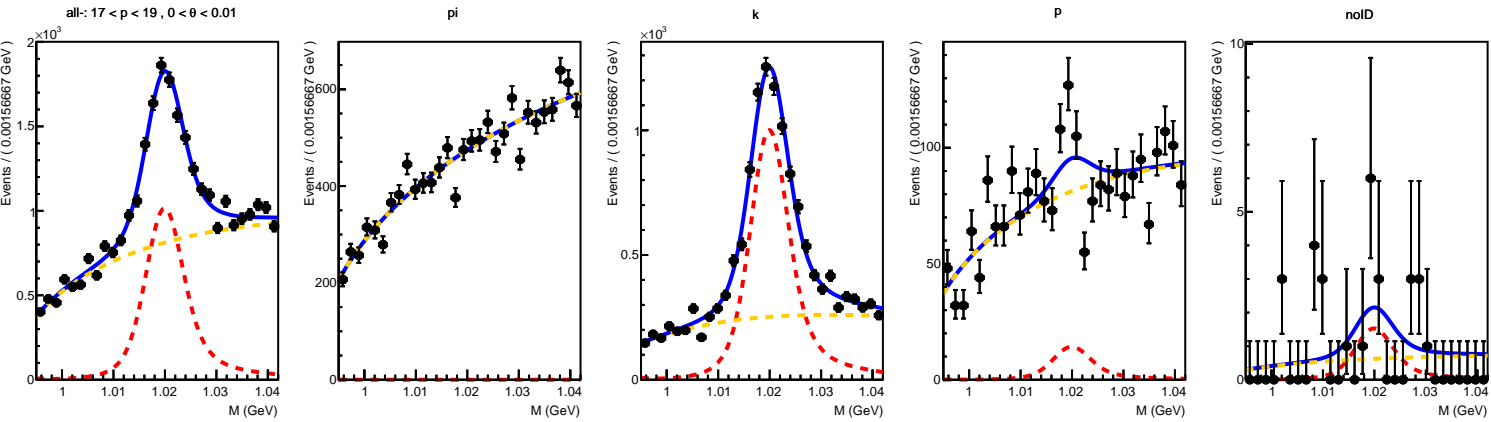 all-: 17 < p < 19 , 0 < θ < 0.01
×10³
Events / ( 0.00156667 GeV )
2
1.5
1
0.5
0
1 1.01 1.02 1.03 1.04
M (GeV)
pi
Events / ( 0.00156667 GeV )
600
400
200
0
1 1.01 1.02 1.03 1.04
M (GeV)
k
×10³
Events / ( 0.00156667 GeV )
1
0.5
0
1 1.01 1.02 1.03 1.04
M (GeV)
p
Events / ( 0.00156667 GeV )
100
50
0
1 1.01 1.02 1.03 1.04
M (GeV)
noID
Events / ( 0.00156667 GeV )
10
5
0
1 1.01 1.02 1.03 1.04
M (GeV)